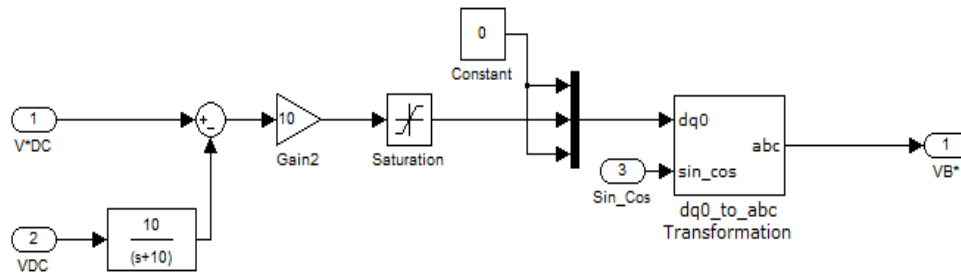 0
Constant
1
V*DC
+
−
10
Gain2
Saturation
dq0
abc
sin_cos
3
Sin_Cos
dq0_to_abc
Transformation
1
VB*
2
VDC
10
(s+10)